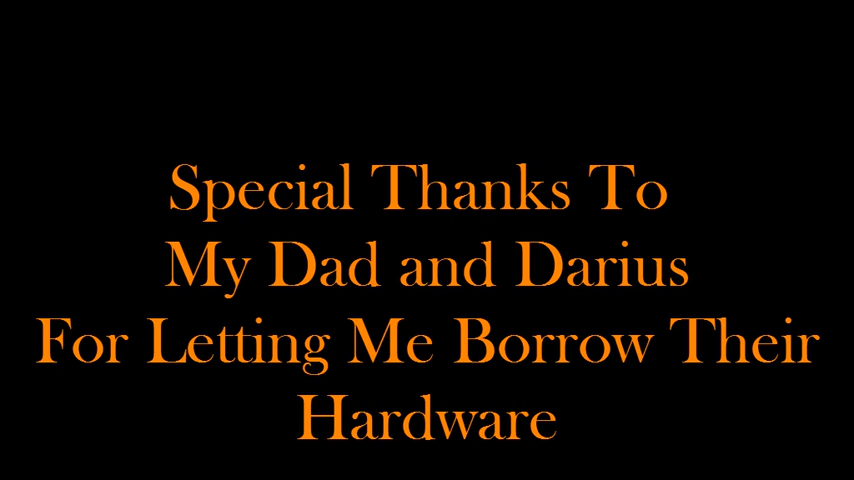 Special Thanks To
My Dad and Darius
For Letting Me Borrow Their
Hardware